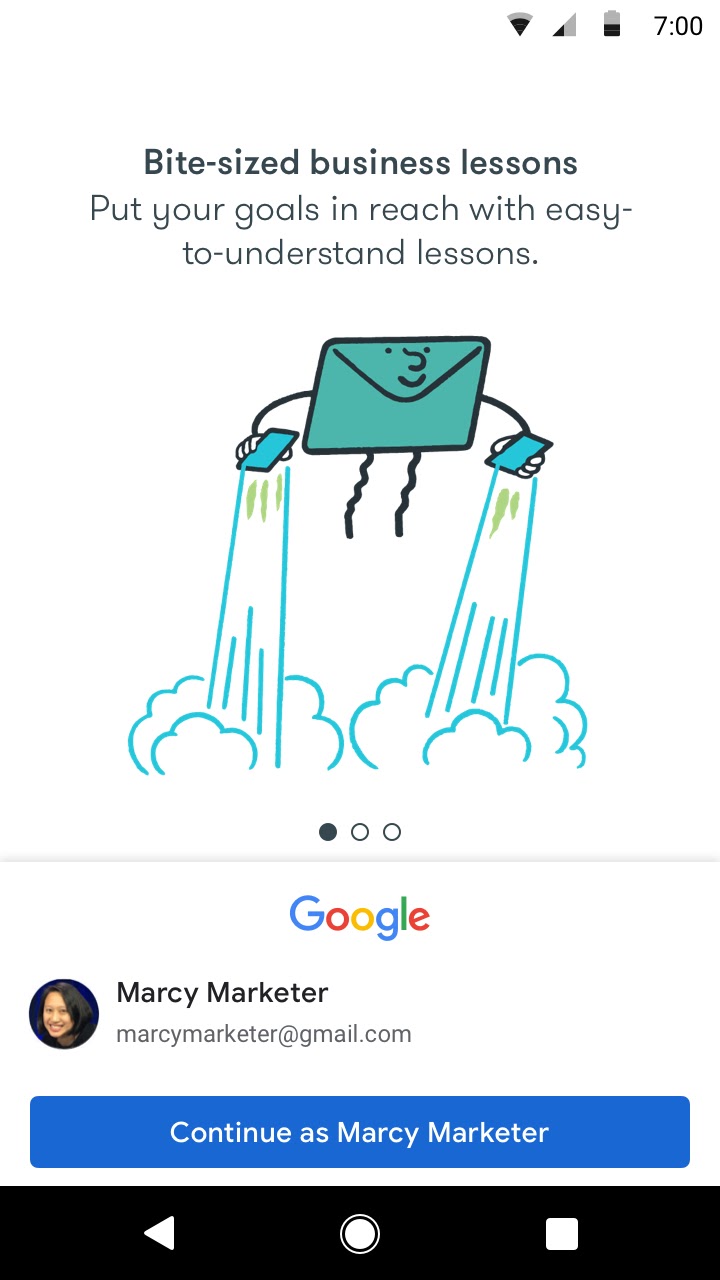 7:00
Bite-sized business lessons
Put your goals in reach with easy-
to-understand lessons.
Google
Marcy Marketer
marcymarketer@gmail.com
Continue as Marcy Marketer